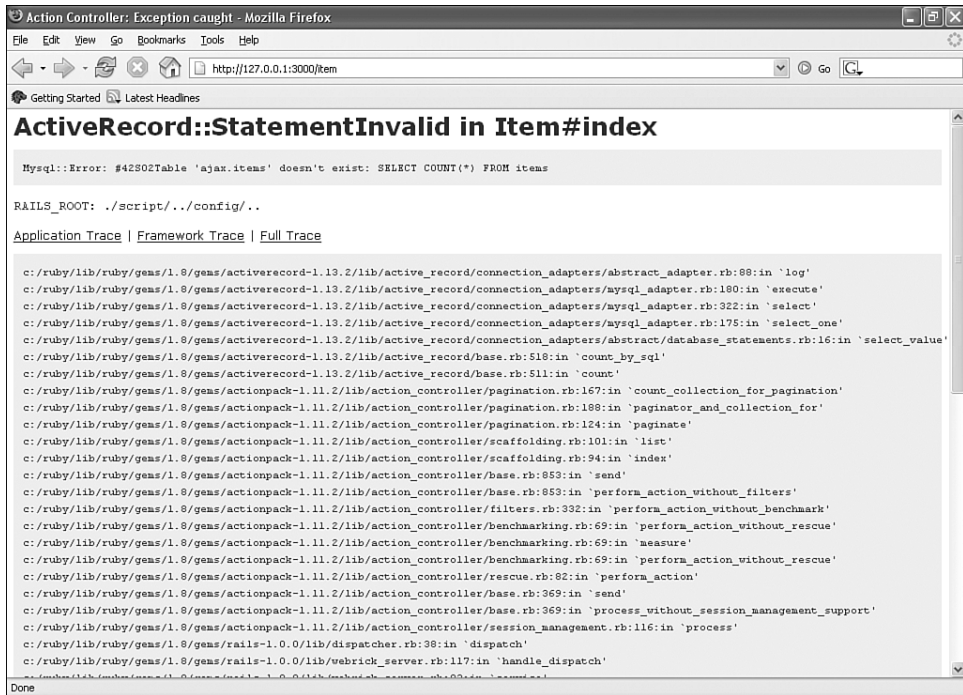 Action Controller: Exception caught - Mozilla Firefox
File Edit View Go Bookmarks Tools Help
http://127.0.0.1:3000/item Go G
Getting Started Latest Headlines
ActiveRecord::StatementInvalid in Item#index
Mysql::Error: #42S02Table 'ajax.items' doesn't exist: SELECT COUNT(*) FROM items
RAILS_ROOT: ./script/../config/..
Application Trace | Framework Trace | Full Trace
c:/ruby/lib/ruby/gems/1.8/gems/activerecord-1.13.2/lib/active_record/connection_adapters/abstract_adapter.rb:88:in `log'
c:/ruby/lib/ruby/gems/1.8/gems/activerecord-1.13.2/lib/active_record/connection_adapters/mysql_adapter.rb:180:in `execute'
c:/ruby/lib/ruby/gems/1.8/gems/activerecord-1.13.2/lib/active_record/connection_adapters/mysql_adapter.rb:322:in `select'
c:/ruby/lib/ruby/gems/1.8/gems/activerecord-1.13.2/lib/active_record/connection_adapters/mysql_adapter.rb:175:in `select_one'
c:/ruby/lib/ruby/gems/1.8/gems/activerecord-1.13.2/lib/active_record/connection_adapters/abstract/database_statements.rb:16:in `select_value'
c:/ruby/lib/ruby/gems/1.8/gems/activerecord-1.13.2/lib/active_record/base.rb:518:in `count_by_sql'
c:/ruby/lib/ruby/gems/1.8/gems/activerecord-1.13.2/lib/active_record/base.rb:511:in `count'
c:/ruby/lib/ruby/gems/1.8/gems/actionpack-1.11.2/lib/action_controller/pagination.rb:167:in `count_collection_for_pagination'
c:/ruby/lib/ruby/gems/1.8/gems/actionpack-1.11.2/lib/action_controller/pagination.rb:188:in `paginator_and_collection_for'
c:/ruby/lib/ruby/gems/1.8/gems/actionpack-1.11.2/lib/action_controller/pagination.rb:124:in `paginate'
c:/ruby/lib/ruby/gems/1.8/gems/actionpack-1.11.2/lib/action_controller/scaffolding.rb:101:in `list'
c:/ruby/lib/ruby/gems/1.8/gems/actionpack-1.11.2/lib/action_controller/scaffolding.rb:94:in `index'
c:/ruby/lib/ruby/gems/1.8/gems/actionpack-1.11.2/lib/action_controller/base.rb:853:in `send'
c:/ruby/lib/ruby/gems/1.8/gems/actionpack-1.11.2/lib/action_controller/base.rb:853:in `perform_action_without_filters'
c:/ruby/lib/ruby/gems/1.8/gems/actionpack-1.11.2/lib/action_controller/filters.rb:332:in `perform_action_without_benchmark'
c:/ruby/lib/ruby/gems/1.8/gems/actionpack-1.11.2/lib/action_controller/benchmarking.rb:69:in `perform_action_without_rescue'
c:/ruby/lib/ruby/gems/1.8/gems/actionpack-1.11.2/lib/action_controller/benchmarking.rb:69:in `measure'
c:/ruby/lib/ruby/gems/1.8/gems/actionpack-1.11.2/lib/action_controller/benchmarking.rb:69:in `perform_action_without_rescue'
c:/ruby/lib/ruby/gems/1.8/gems/actionpack-1.11.2/lib/action_controller/rescue.rb:82:in `perform_action'
c:/ruby/lib/ruby/gems/1.8/gems/actionpack-1.11.2/lib/action_controller/base.rb:369:in `send'
c:/ruby/lib/ruby/gems/1.8/gems/actionpack-1.11.2/lib/action_controller/base.rb:369:in `process_without_session_management_support'
c:/ruby/lib/ruby/gems/1.8/gems/actionpack-1.11.2/lib/action_controller/session_management.rb:116:in `process'
c:/ruby/lib/ruby/gems/1.8/gems/rails-1.0.0/lib/dispatcher.rb:38:in `dispatch'
c:/ruby/lib/ruby/gems/1.8/gems/rails-1.0.0/lib/webrick_server.rb:117:in `handle_dispatch'
Done